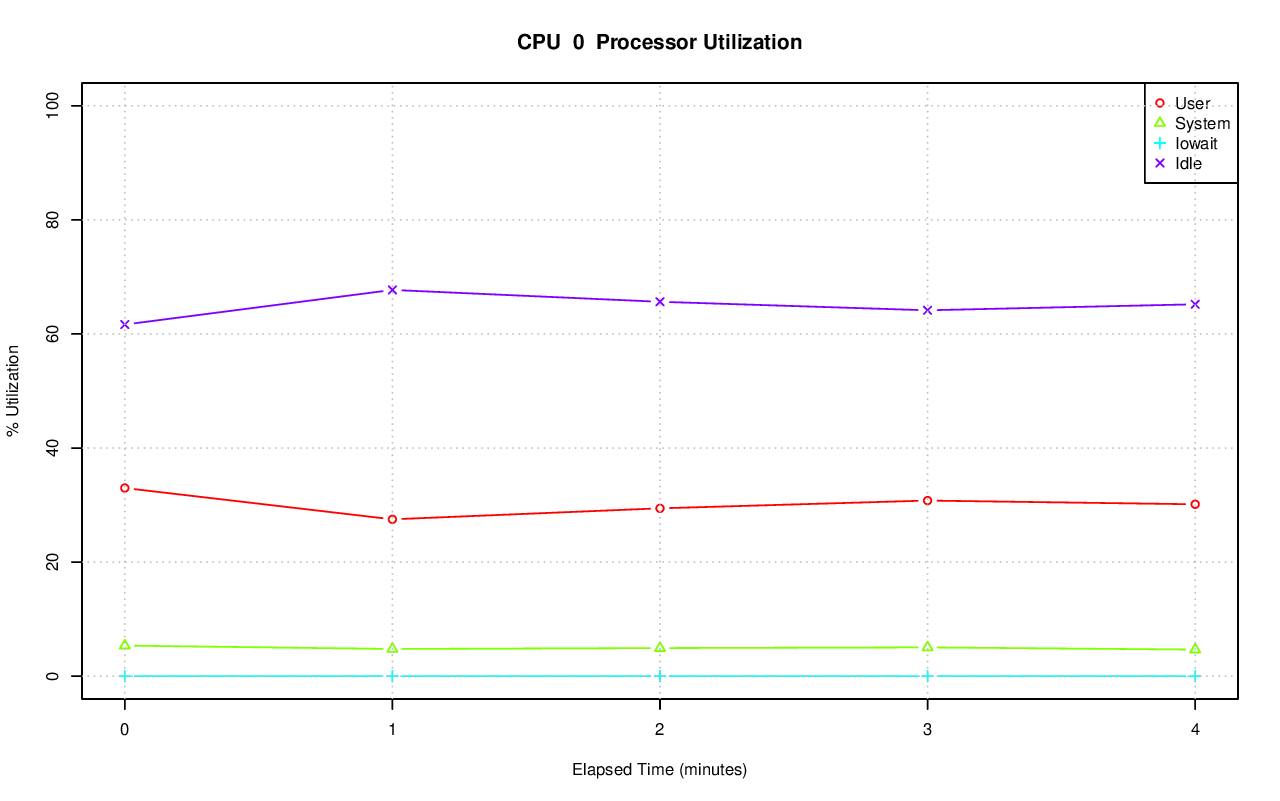 CPU  0  Processor Utilization
User
System
Iowait
Idle
100
80
60
40
20
0
% Utilization
0 1 2 3 4
Elapsed Time (minutes)